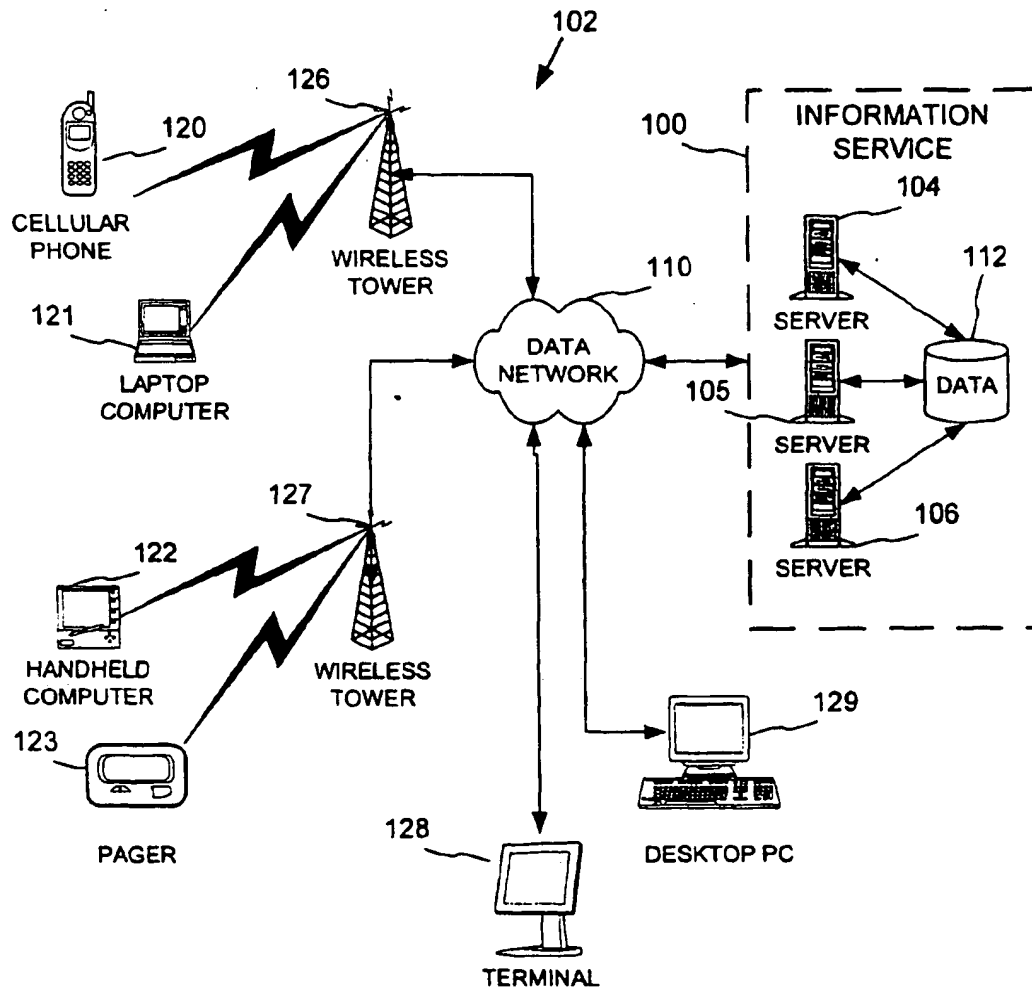 102
126
120
CELLULAR
PHONE
WIRELESS
TOWER
121
LAPTOP
COMPUTER
100
INFORMATION
SERVICE
104
SERVER
112
DATA
105
SERVER
106
SERVER
110
DATA
NETWORK
127
122
HANDHELD
COMPUTER
WIRELESS
TOWER
123
PAGER
129
DESKTOP PC
128
TERMINAL